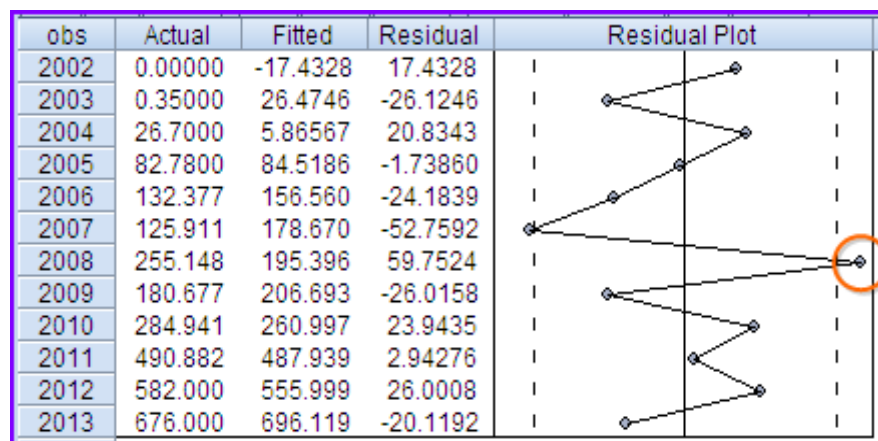 obs Actual Fitted Residual Residual Plot
2002 0.00000 -17.4328 17.4328
2003 0.35000 26.4746 -26.1246
2004 26.7000 5.86567 20.8343
2005 82.7800 84.5186 -1.73860
2006 132.377 156.560 -24.1839
2007 125.911 178.670 -52.7592
2008 255.148 195.396 59.7524
2009 180.677 206.693 -26.0158
2010 284.941 260.997 23.9435
2011 490.882 487.939 2.94276
2012 582.000 555.999 26.0008
2013 676.000 696.119 -20.1192